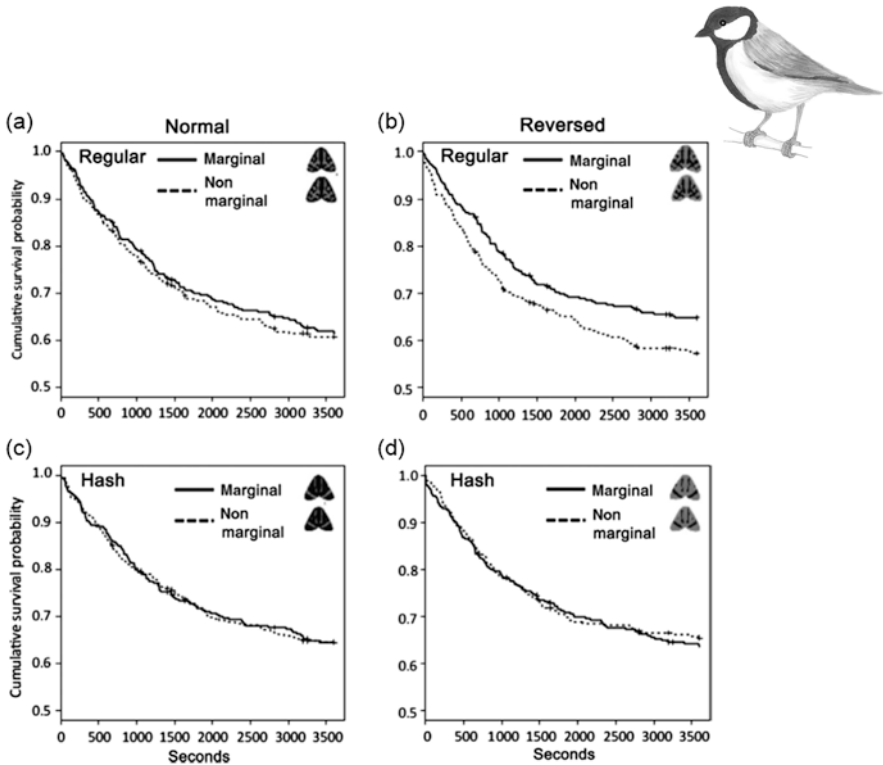 (a)
Normal
Cumulative survival probability
1.0
0.9
0.8
0.7
0.6
0.5
Regular
Marginal
Non
marginal
0 500 1000 1500 2000 2500 3000 3500
(b)
Reversed
1.0
0.9
0.8
0.7
0.6
0.5
Regular
Marginal
Non
marginal
0 500 1000 1500 2000 2500 3000 3500
(c)
Cumulative survival probability
1.0
0.9
0.8
0.7
0.6
0.5
Hash
Marginal
Non
marginal
0 500 1000 1500 2000 2500 3000 3500
Seconds
(d)
1.0
0.9
0.8
0.7
0.6
0.5
Hash
Marginal
Non
marginal
0 500 1000 1500 2000 2500 3000 3500
Seconds